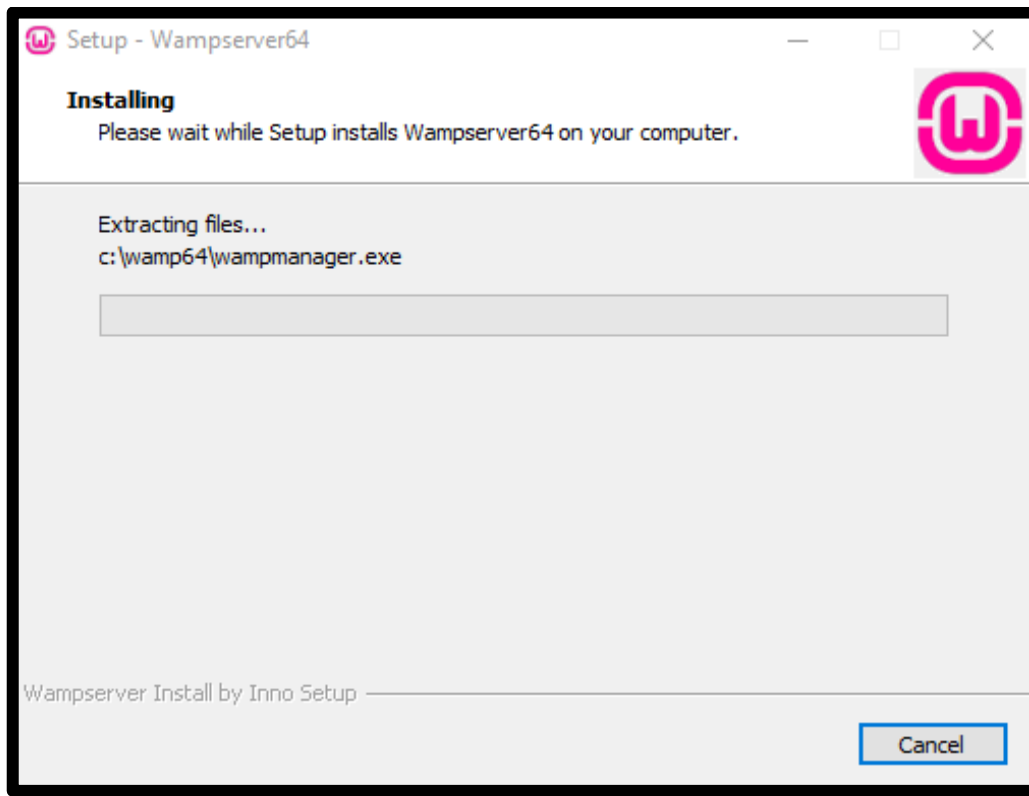 Setup - Wampserver64
Installing
Please wait while Setup installs Wampserver64 on your computer.
Extracting files...
c:\wamp64\wampmanager.exe
Wampserver Install by Inno Setup
Cancel